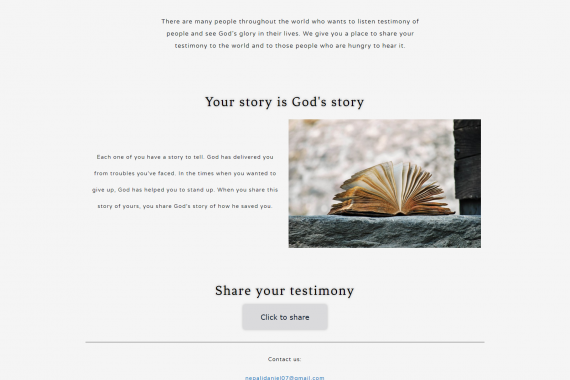 There are many people throughout the world who wants to listen testimony of
people and see God's glory in their lives. We give you a place to share your
testimony to the world and to those people who are hungry to hear it.
Your story is God's story
Each one of you have a story to tell. God has delivered you
from troubles you've faced. In the times when you wanted to
give up, God has helped you to stand up. When you share this
story of yours, you share God's story of how he saved you.
Share your testimony
Click to share
Contact us:
nepalidaniel07@gmail.com